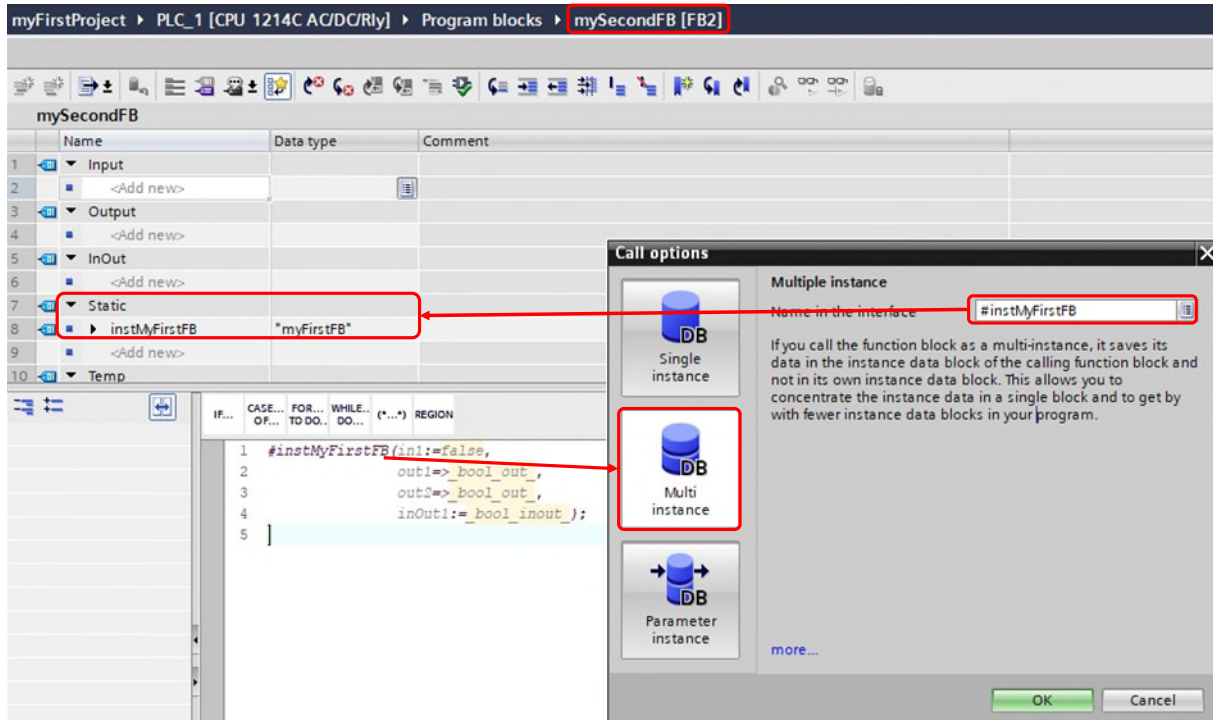 myFirstProject ▸ PLC_1 [CPU 1214C AC/DC/Rly] ▸ Program blocks ▸ mySecondFB [FB2]
mySecondFB
Name Data type Comment
1 Input
2 <Add new>
3 Output
4 <Add new>
5 InOut
6 <Add new>
7 Static
8 instMyFirstFB "myFirstFB"
9 <Add new>
10 Temp
IF... CASE... OF... FOR... TO DO.. WHILE.. DO... (*...*) REGION
1 #instMyFirstFB(in1:=false,
2 out1=>_bool_out_,
3 out2=>_bool_out_,
4 inOut1:=_bool_inout_);
5
Call options
DB
Single
instance
DB
Multi
instance
DB
Parameter
instance
Multiple instance
Name in the interface #instMyFirstFB
If you call the function block as a multi-instance, it saves its
data in the instance data block of the calling function block and
not in its own instance data block. This allows you to
concentrate the instance data in a single block and to get by
with fewer instance data blocks in your program.
more...
OK Cancel